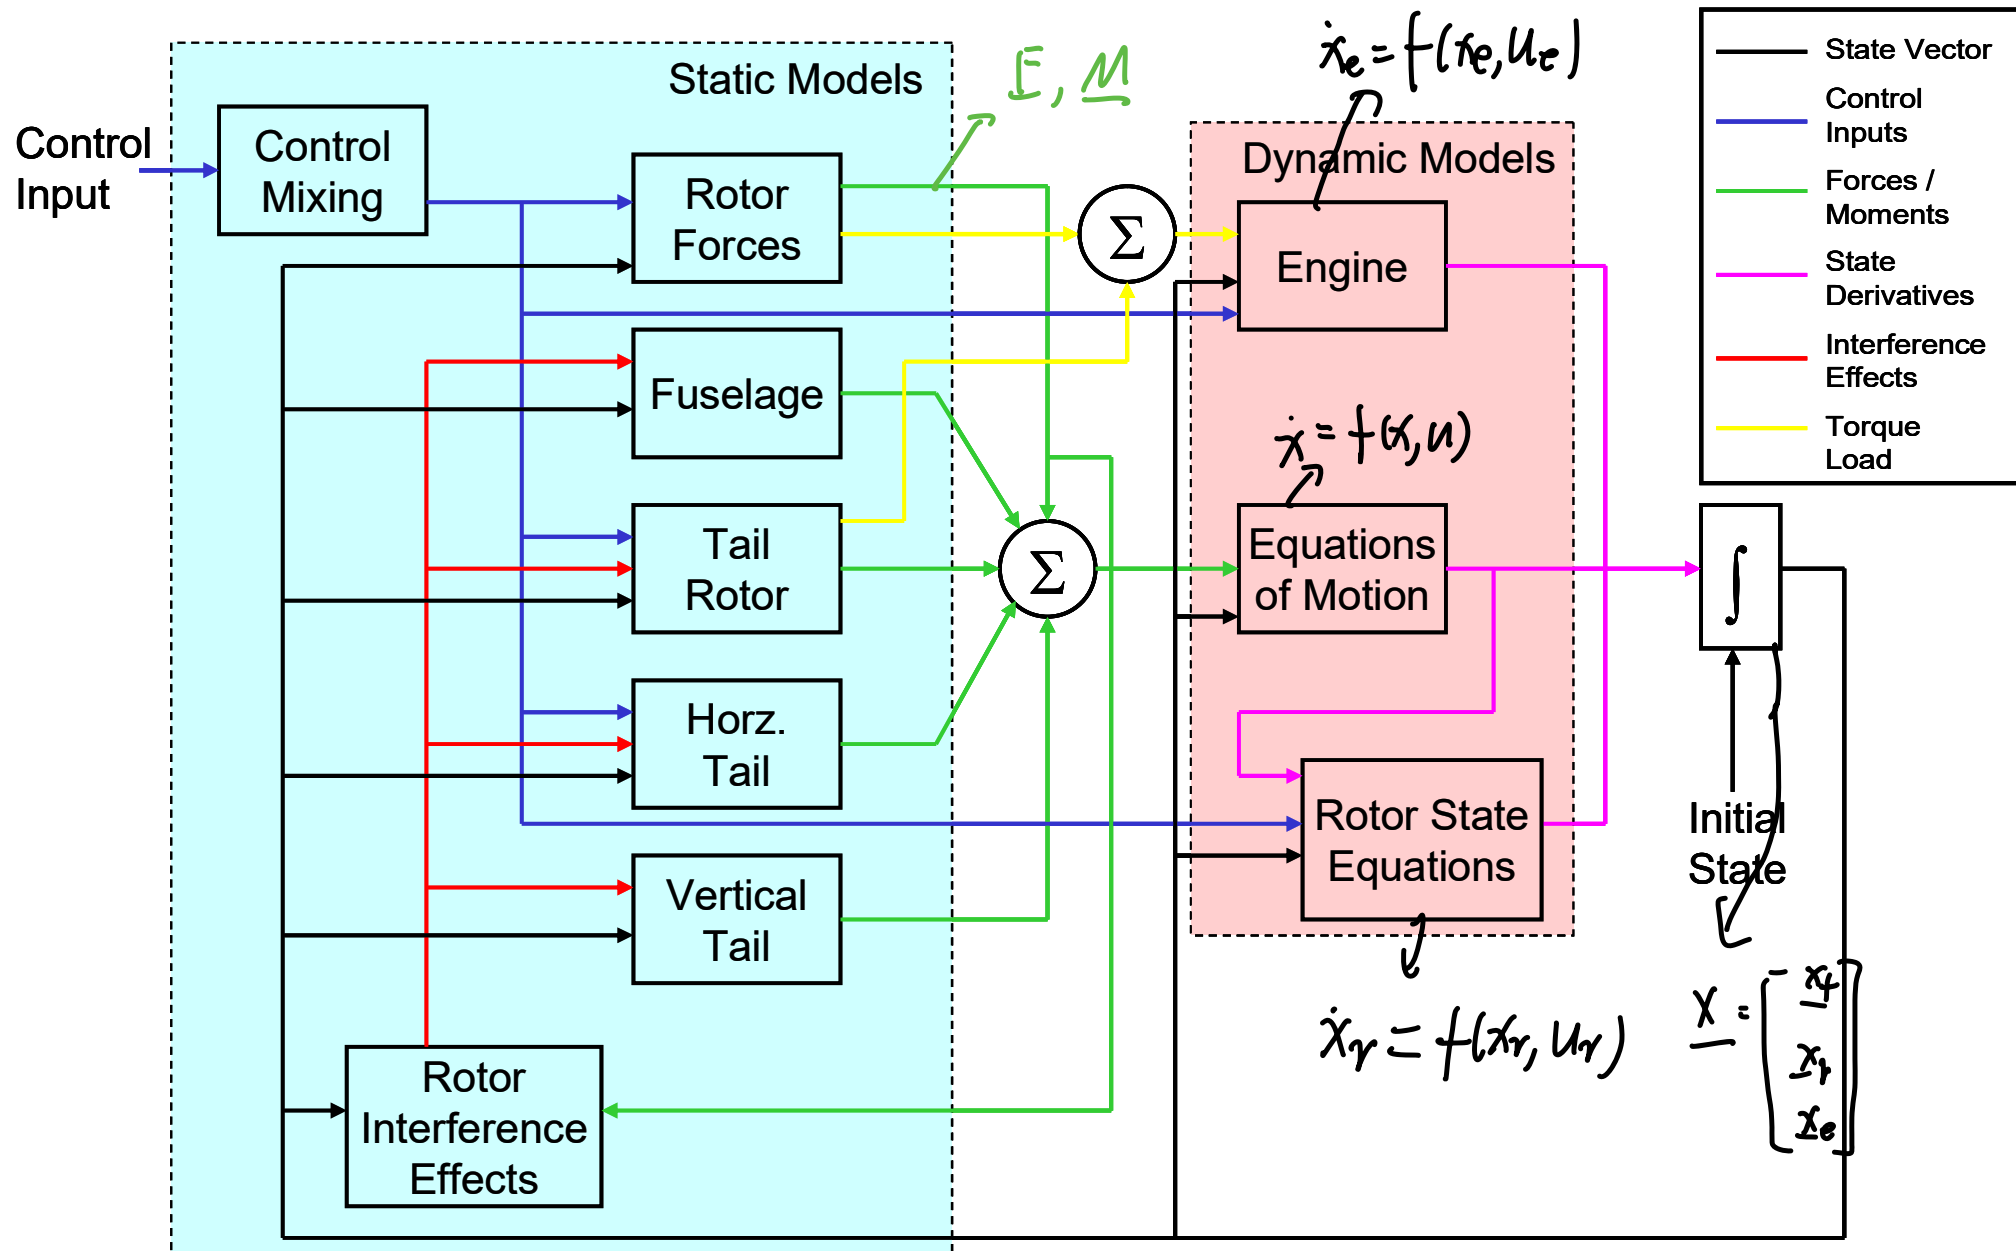 Static Models
F, M
ẋe = f(xe, ue)
State Vector
Control
Inputs
Forces /
Moments
State
Derivatives
Interference
Effects
Torque
Load
Control
Input
Control
Mixing
Rotor
Forces
Σ
Dynamic Models
Engine
Fuselage
ẋ = f(x, u)
Tail
Rotor
Σ
Equations
of Motion
∫
Horz.
Tail
Rotor State
Equations
Initial
State
Vertical
Tail
ẋr = f(xr, ur)
X = [xf
xr
xe]
Rotor
Interference
Effects